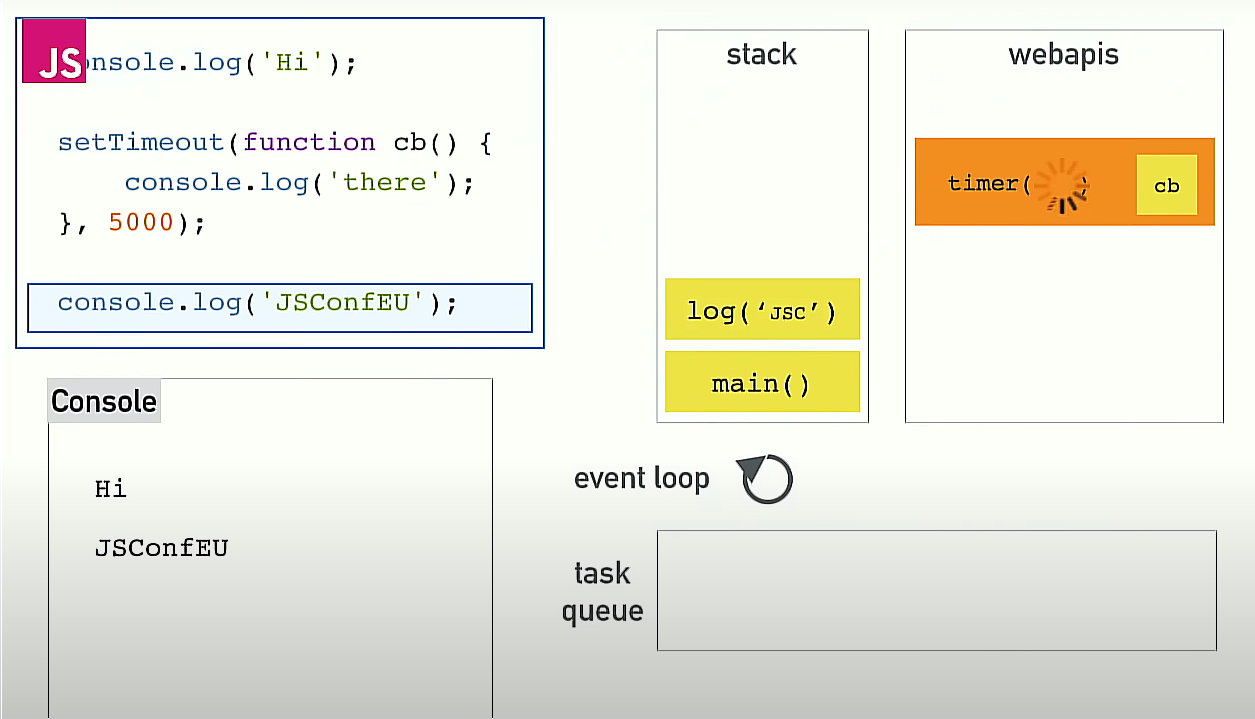 JS
onsole.log('Hi');
setTimeout(function cb() {
console.log('there');
}, 5000);
console.log('JSConfEU');
Console
Hi
JSConfEU
stack
log(‘JSC’)
main()
webapis
timer( )
cb
event loop
task
queue